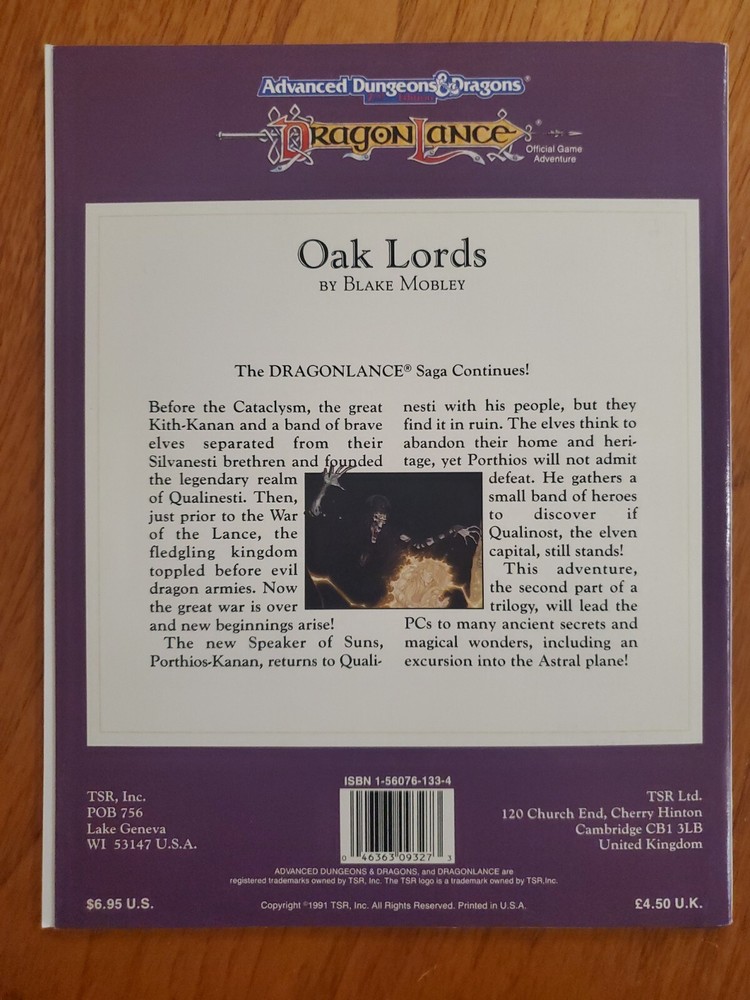 Advanced Dungeons & Dragons®
DRAGONLANCE®
Official Game
Adventure
Oak Lords
BY BLAKE MOBLEY
The DRAGONLANCE® Saga Continues!
Before the Cataclysm, the great
Kith-Kanan and a band of brave
elves separated from their
Silvanesti brethren and founded
the legendary realm
of Qualinesti. Then,
just prior to the War
of the Lance, the
fledgling kingdom
toppled before evil
dragon armies. Now
the great war is over
and new beginnings arise!
The new Speaker of Suns,
Porthios-Kanan, returns to Quali-
nesti with his people, but they
find it in ruin. The elves think to
abandon their home and heri-
tage, yet Porthios will not admit
defeat. He gathers a
small band of heroes
to discover if
Qualinost, the elven
capital, still stands!
This adventure,
the second part of a
trilogy, will lead the
PCs to many ancient secrets and
magical wonders, including an
excursion into the Astral plane!
TSR, Inc.
POB 756
Lake Geneva
WI 53147 U.S.A.
ISBN 1-56076-133-4
0 46363 09327 3
TSR Ltd.
120 Church End, Cherry Hinton
Cambridge CB1 3LB
United Kingdom
ADVANCED DUNGEONS & DRAGONS, and DRAGONLANCE are
registered trademarks owned by TSR, Inc. The TSR logo is a trademark owned by TSR,Inc.
$6.95 U.S.
Copyright ©1991 TSR, Inc. All Rights Reserved. Printed in U.S.A.
£4.50 U.K.